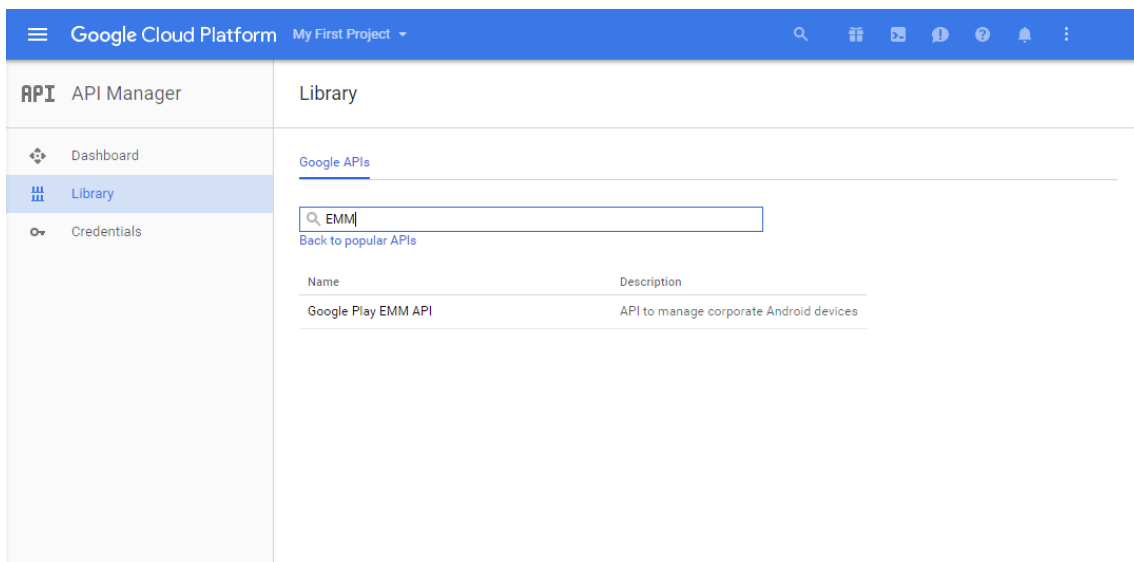 Google Cloud Platform My First Project
API API Manager
Library
Dashboard
Library
Credentials
Google APIs
EMM
Back to popular APIs
Name Description
Google Play EMM API API to manage corporate Android devices